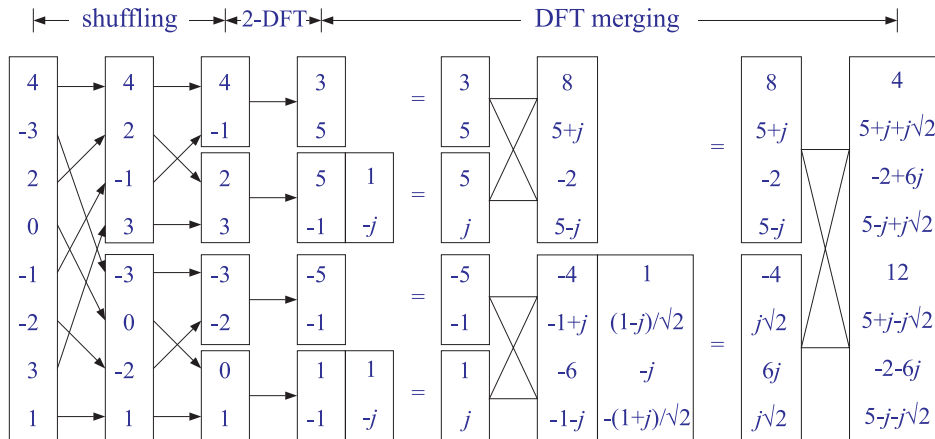 shuffling 2-DFT DFT merging
4 4 4 3 3 8 8 4
-3 2 -1 5 = 5 5+j 5+j 5+j+j√2
2 -1 2 5 1 5 -2 = -2 -2+6j
0 3 3 -1 -j = j 5-j 5-j 5-j+j√2
-1 -3 -3 -5 -5 -4 1 -4 12
-2 0 -2 -1 = -1 -1+j (1-j)/√2 j√2 5+j-j√2
3 -2 0 1 1 1 -6 -j = 6j -2-6j
1 1 1 -1 -j = j -1-j -(1+j)/√2 j√2 5-j-j√2